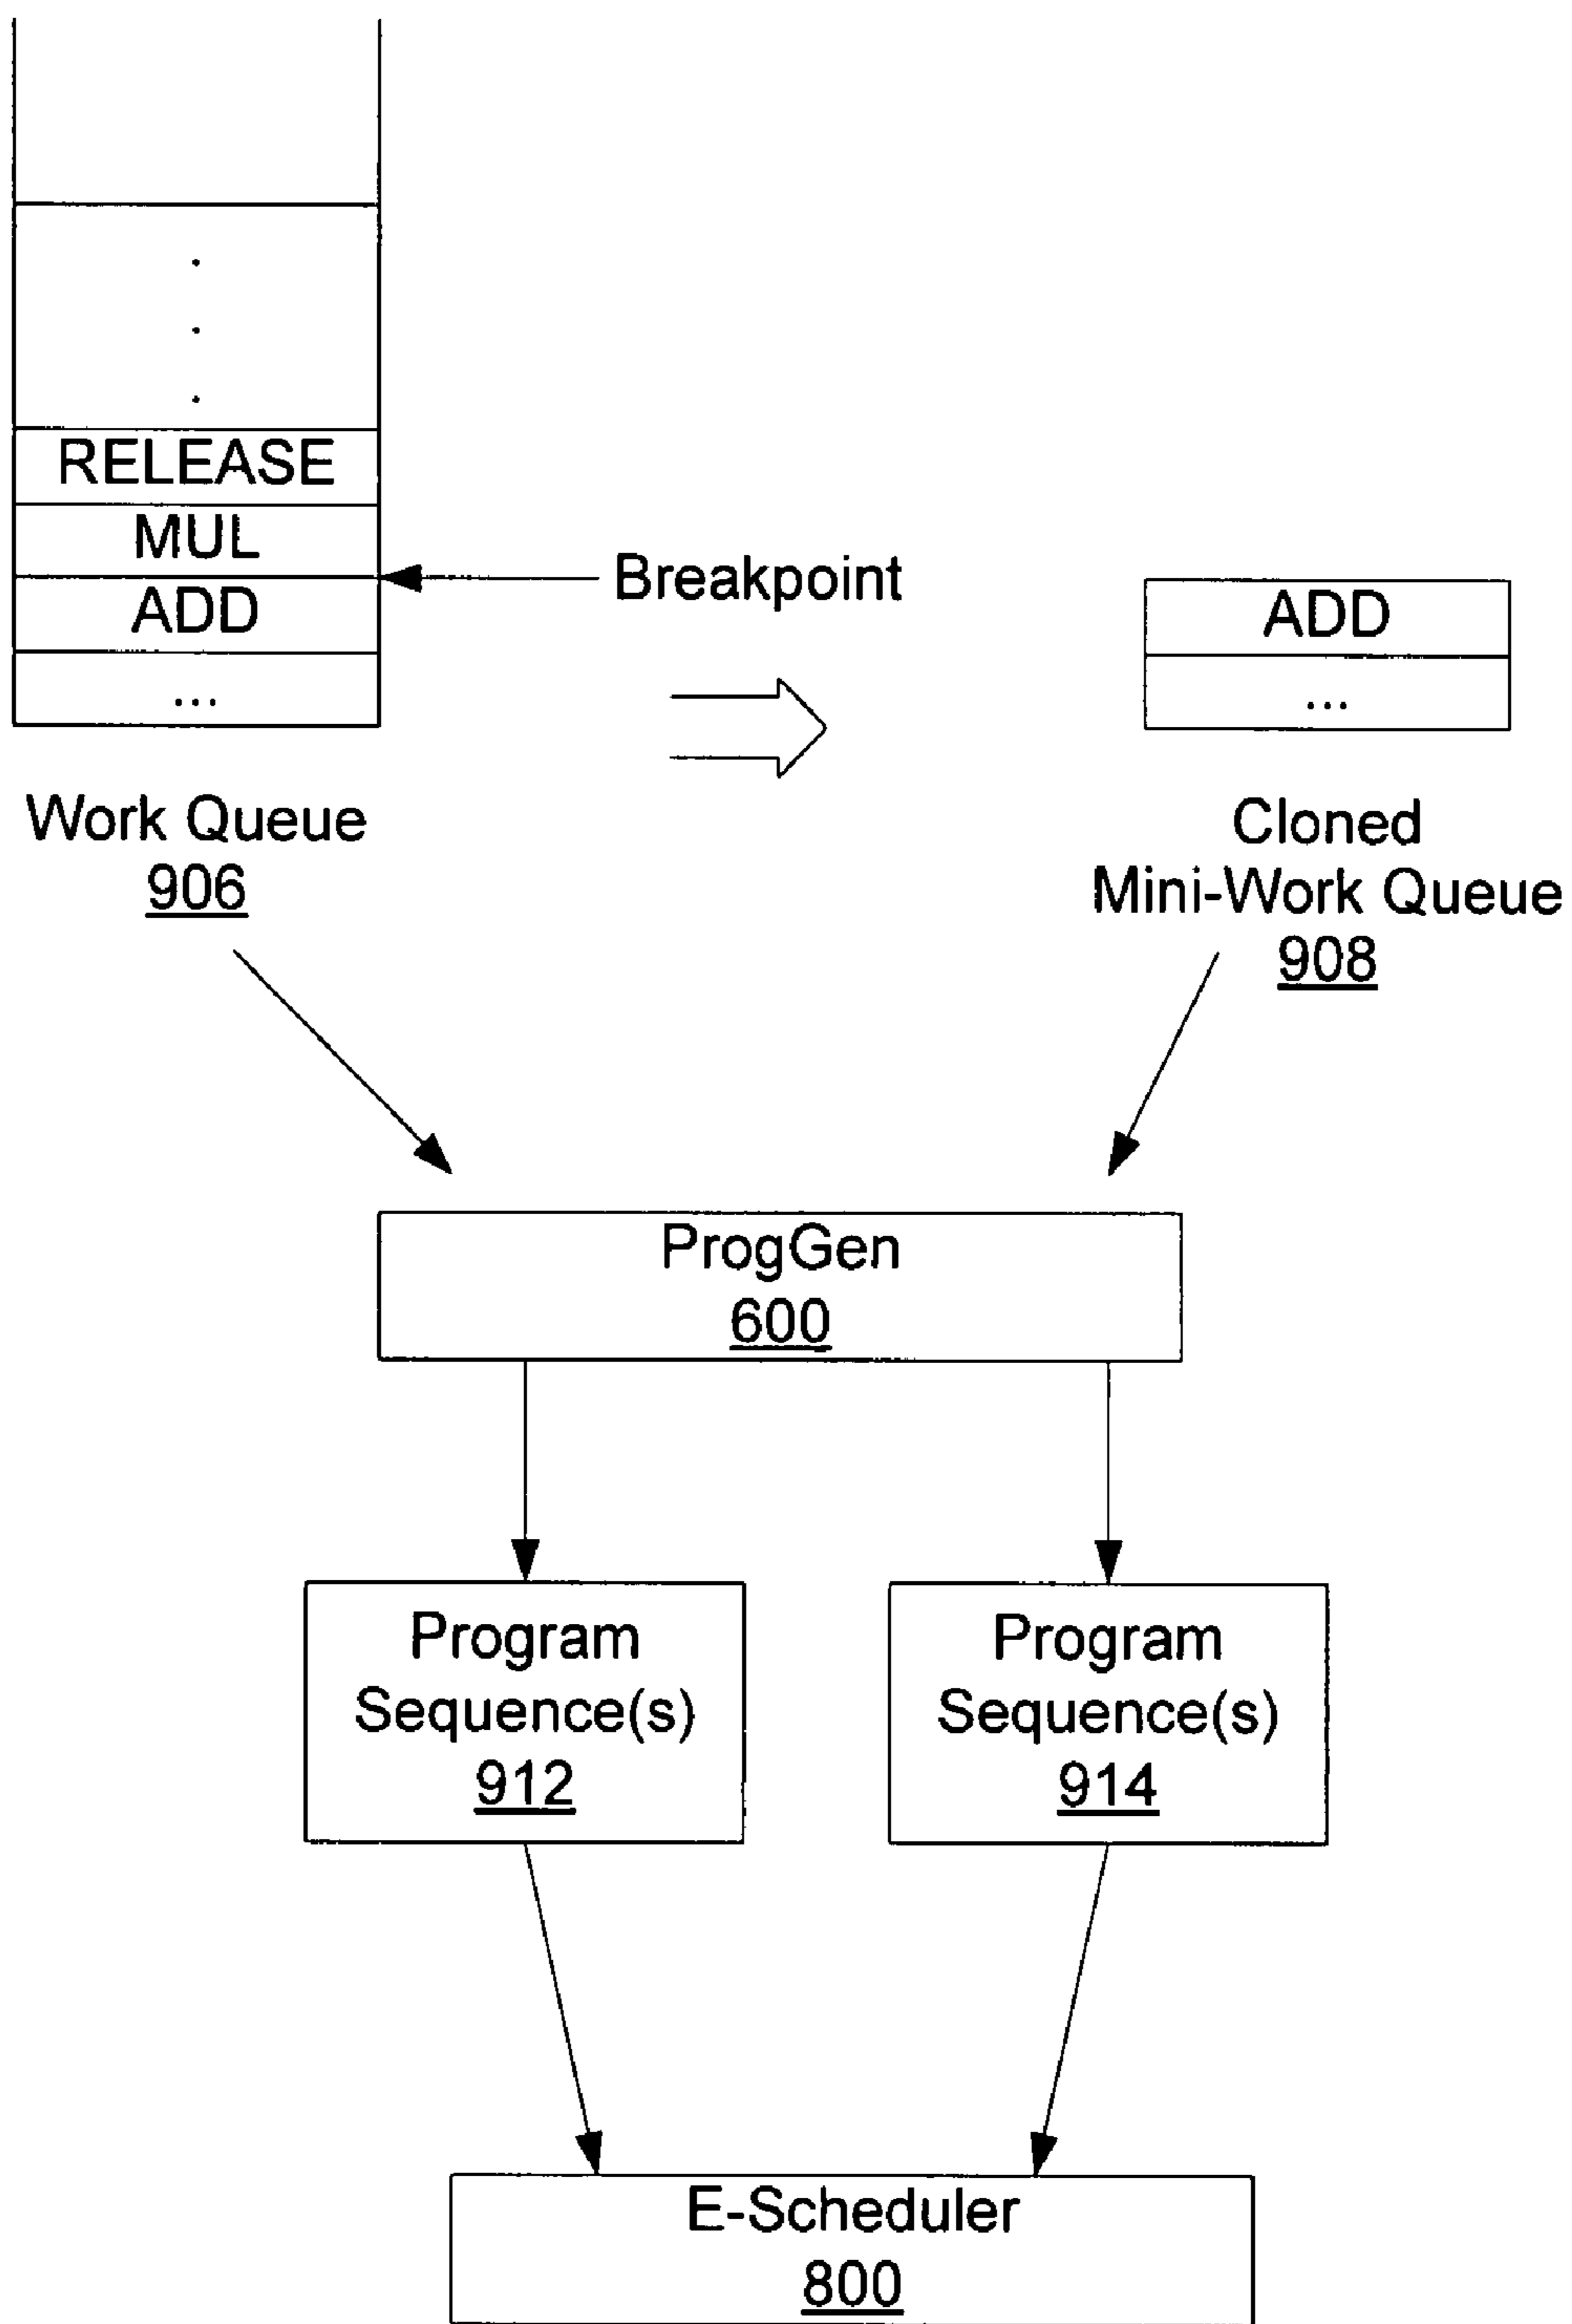 RELEASE
MUL
ADD
...
Breakpoint
ADD
...
Work Queue
906
Cloned
Mini-Work Queue
908
ProgGen
600
Program
Sequence(s)
912
Program
Sequence(s)
914
E-Scheduler
800